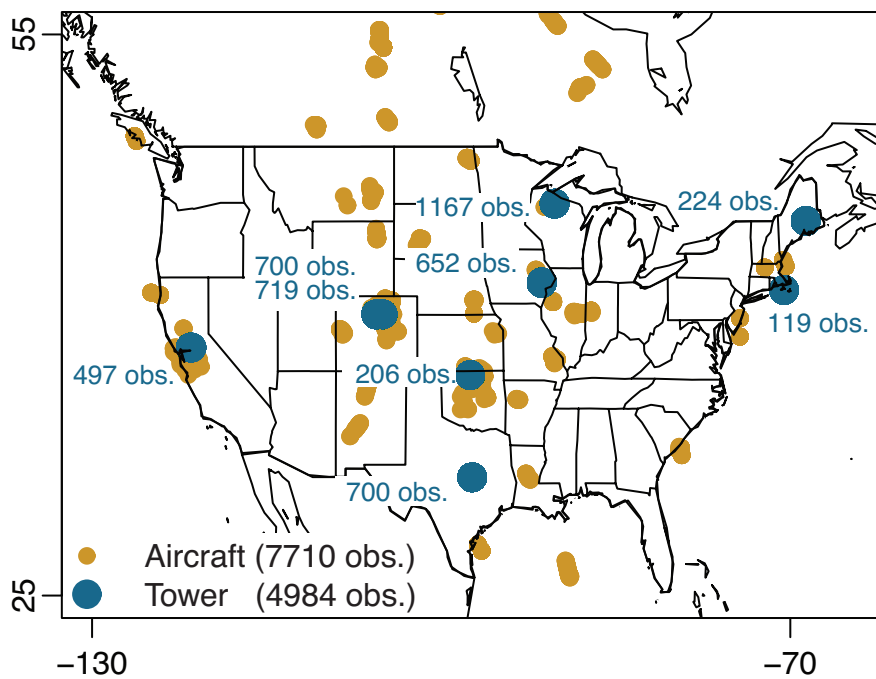 55
1167 obs.
224 obs.
700 obs.
652 obs.
719 obs.
119 obs.
497 obs.
206 obs.
700 obs.
Aircraft (7710 obs.)
Tower (4984 obs.)
25
−130
−70